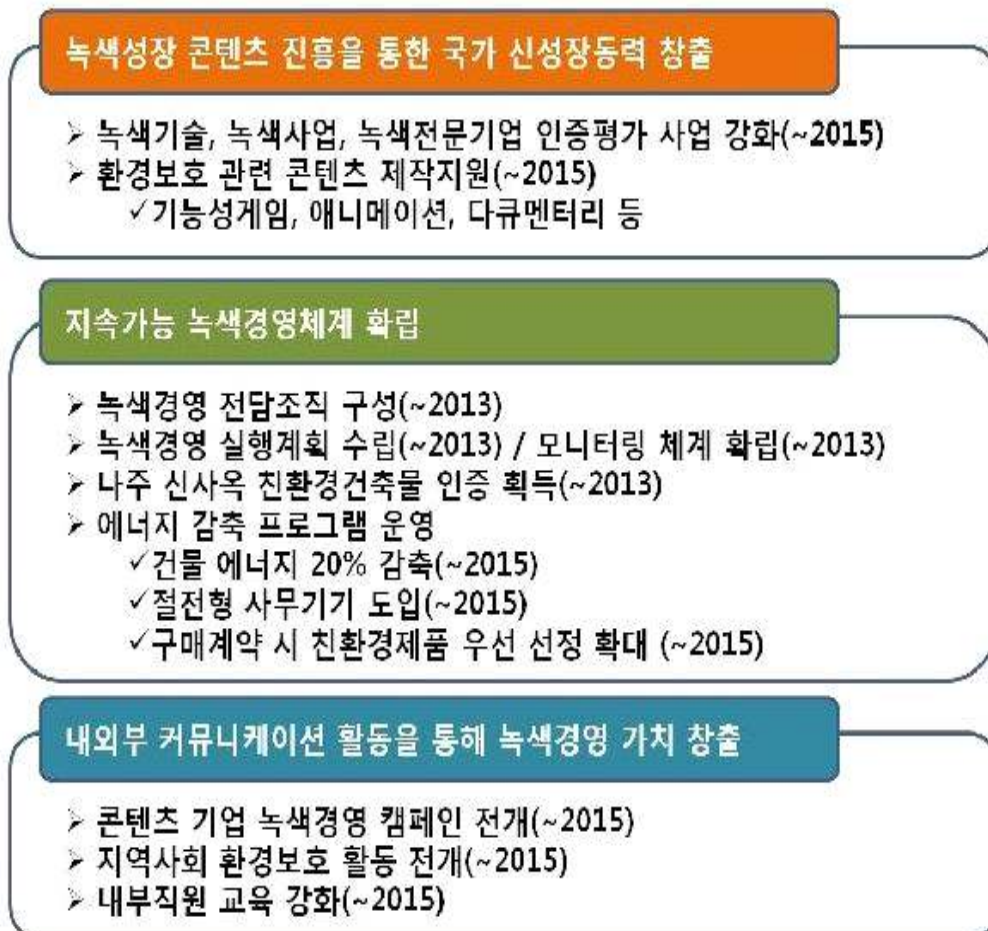 녹색성장 콘텐츠 진흥을 통한 국가 신성장동력 창출
➢ 녹색기술, 녹색사업, 녹색전문기업 인증평가 사업 강화(~2015)
➢ 환경보호 관련 콘텐츠 제작지원(~2015)
✓기능성게임, 애니메이션, 다큐멘터리 등
지속가능 녹색경영체계 확립
➢ 녹색경영 전담조직 구성(~2013)
➢ 녹색경영 실행계획 수립(~2013) / 모니터링 체계 확립(~2013)
➢ 나주 신사옥 친환경건축물 인증 획득(~2013)
➢ 에너지 감축 프로그램 운영
✓건물 에너지 20% 감축(~2015)
✓절전형 사무기기 도입(~2015)
✓구매계약 시 친환경제품 우선 선정 확대 (~2015)
내외부 커뮤니케이션 활동을 통해 녹색경영 가치 창출
➢ 콘텐츠 기업 녹색경영 캠페인 전개(~2015)
➢ 지역사회 환경보호 활동 전개(~2015)
➢ 내부직원 교육 강화(~2015)